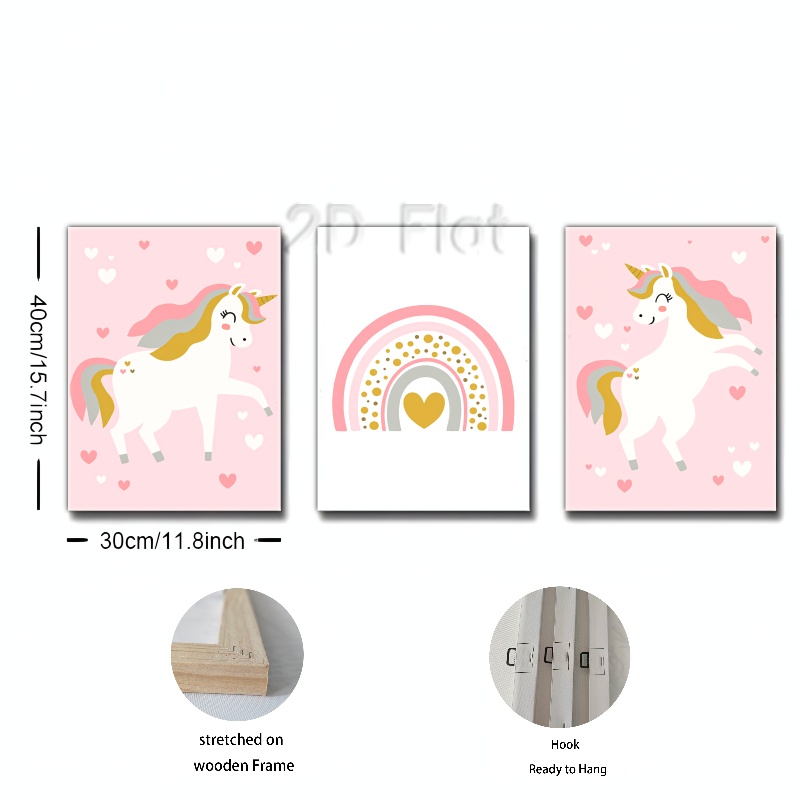 2D Flat
40cm/15.7inch
30cm/11.8inch
stretched on
wooden Frame
Hook
Ready to Hang